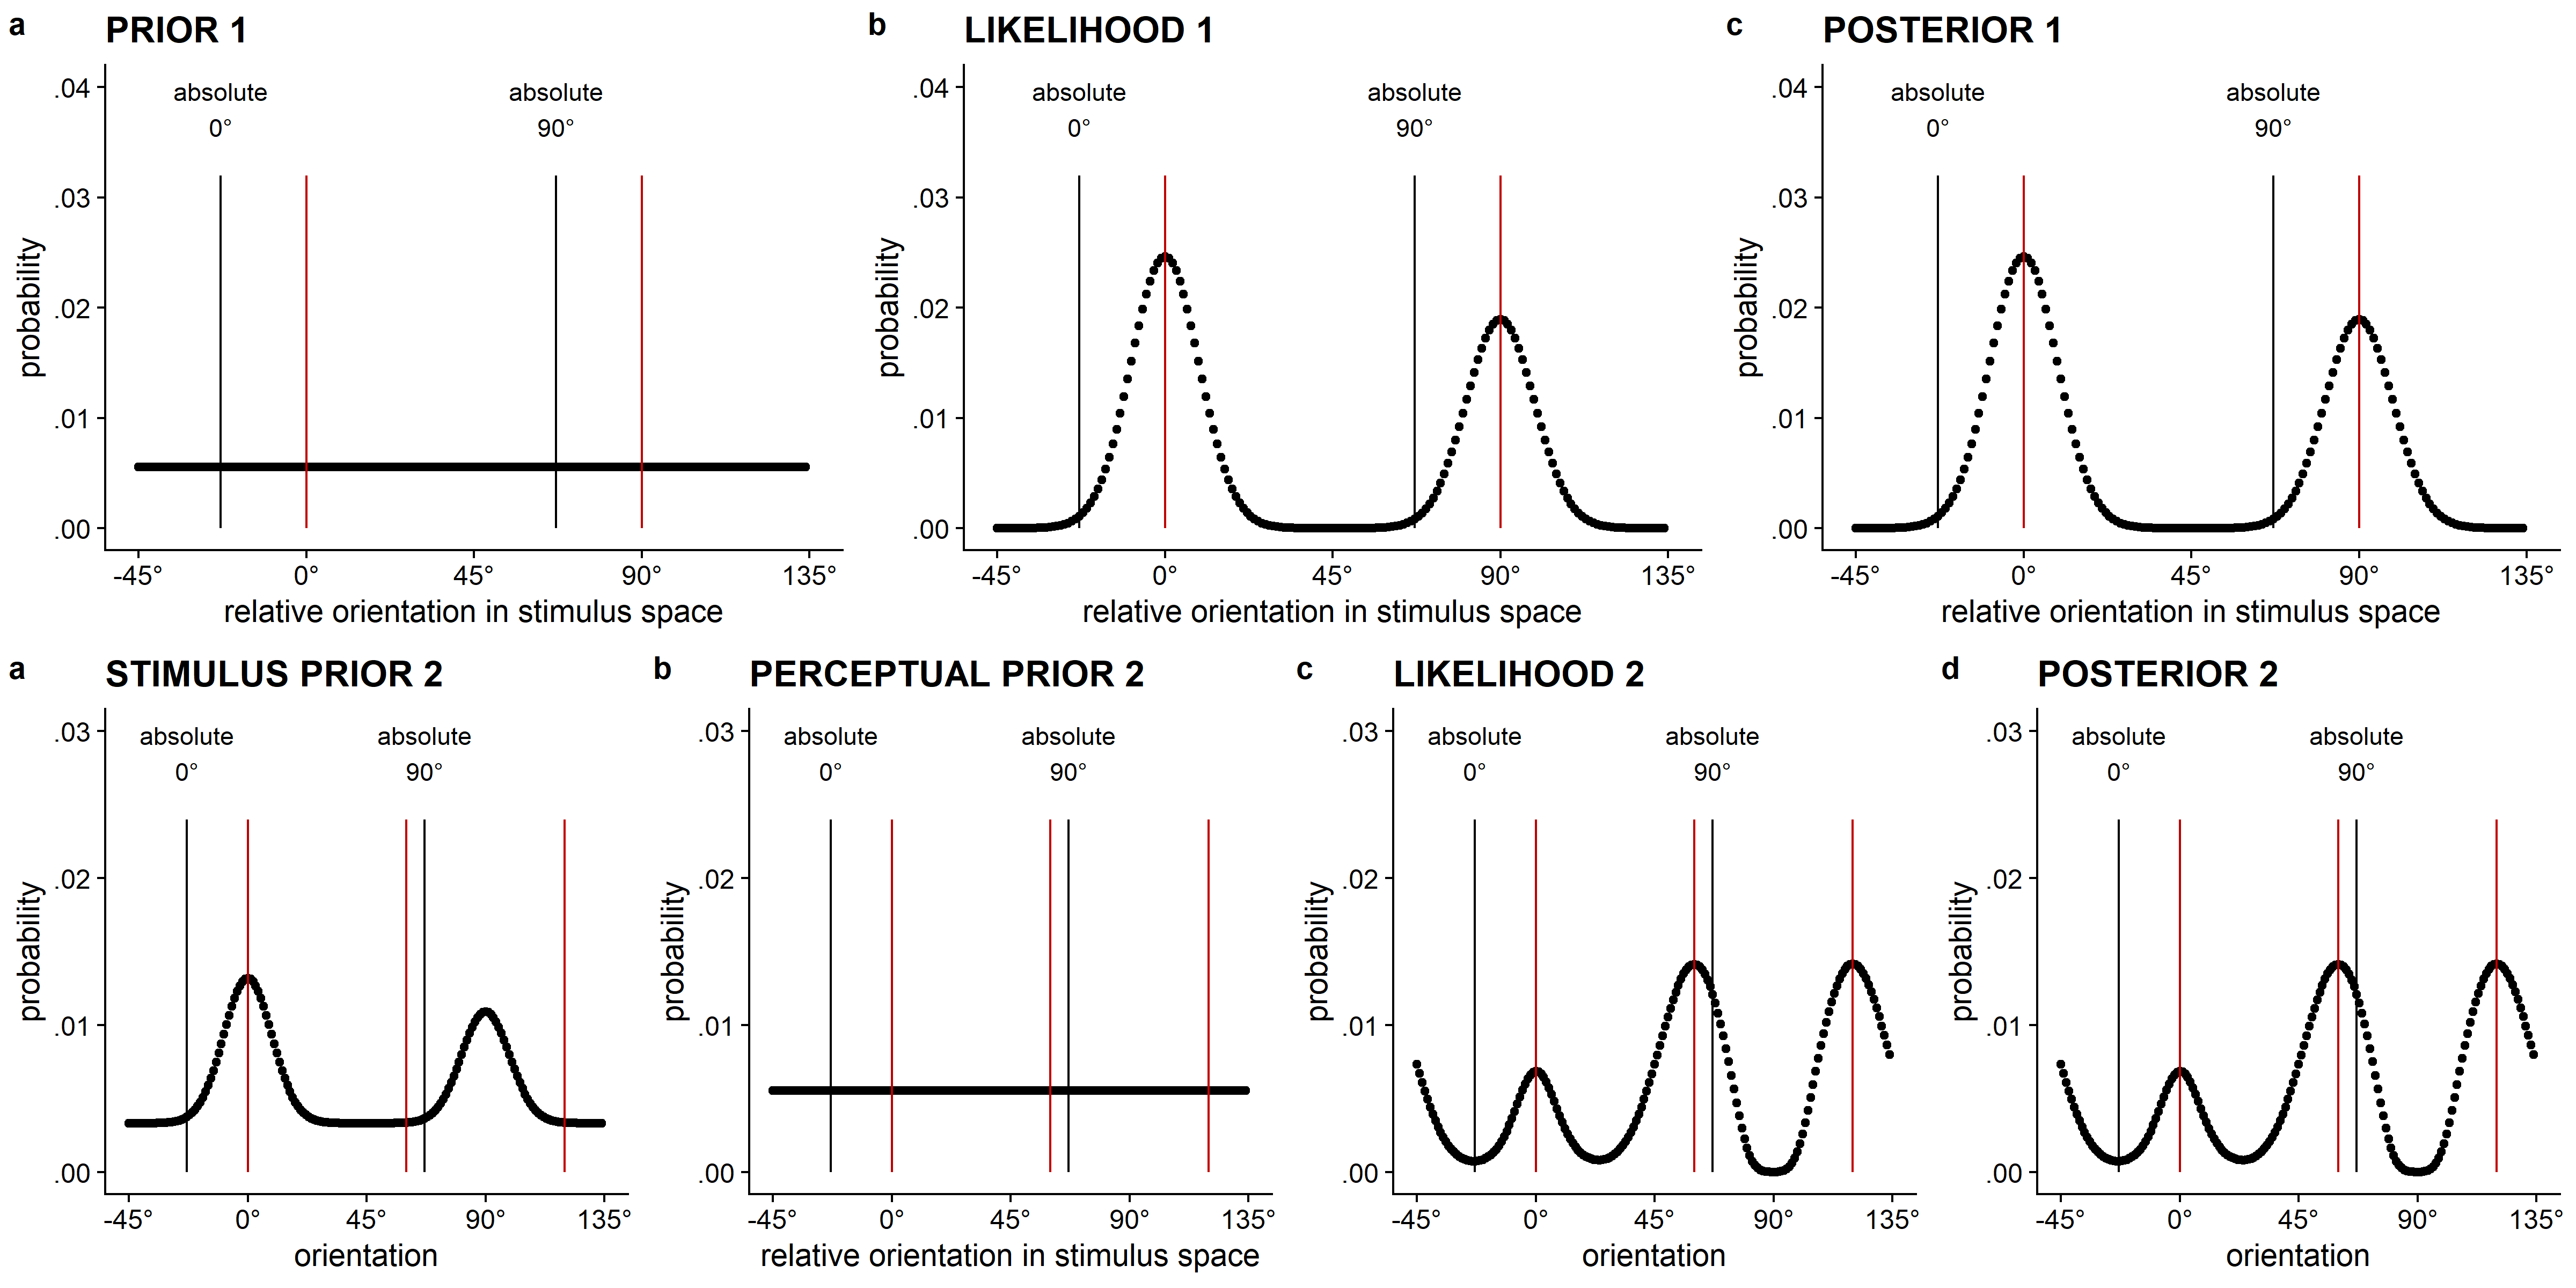 a PRIOR 1
absolute absolute
0° 90°
.04
.03
.02
.01
.00
probability
-45° 0° 45° 90° 135°
relative orientation in stimulus space
b LIKELIHOOD 1
absolute absolute
0° 90°
.04
.03
.02
.01
.00
probability
-45° 0° 45° 90° 135°
relative orientation in stimulus space
c POSTERIOR 1
absolute absolute
0° 90°
.04
.03
.02
.01
.00
probability
-45° 0° 45° 90° 135°
relative orientation in stimulus space
a STIMULUS PRIOR 2
absolute absolute
0° 90°
.03
.02
.01
.00
probability
-45° 0° 45° 90° 135°
orientation
b PERCEPTUAL PRIOR 2
absolute absolute
0° 90°
.03
.02
.01
.00
probability
-45° 0° 45° 90° 135°
relative orientation in stimulus space
c LIKELIHOOD 2
absolute absolute
0° 90°
.03
.02
.01
.00
probability
-45° 0° 45° 90° 135°
orientation
d POSTERIOR 2
absolute absolute
0° 90°
.03
.02
.01
.00
probability
-45° 0° 45° 90° 135°
orientation